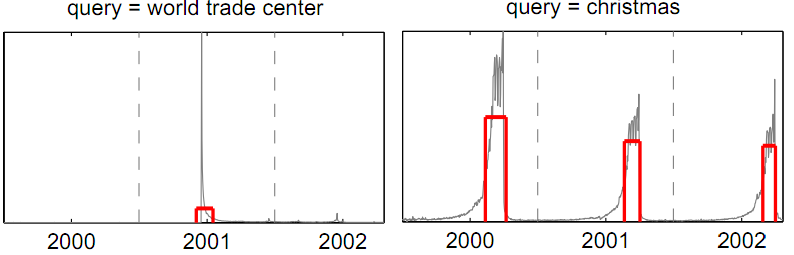 query = world trade center
query = christmas
2000 2001 2002
2000 2001 2002